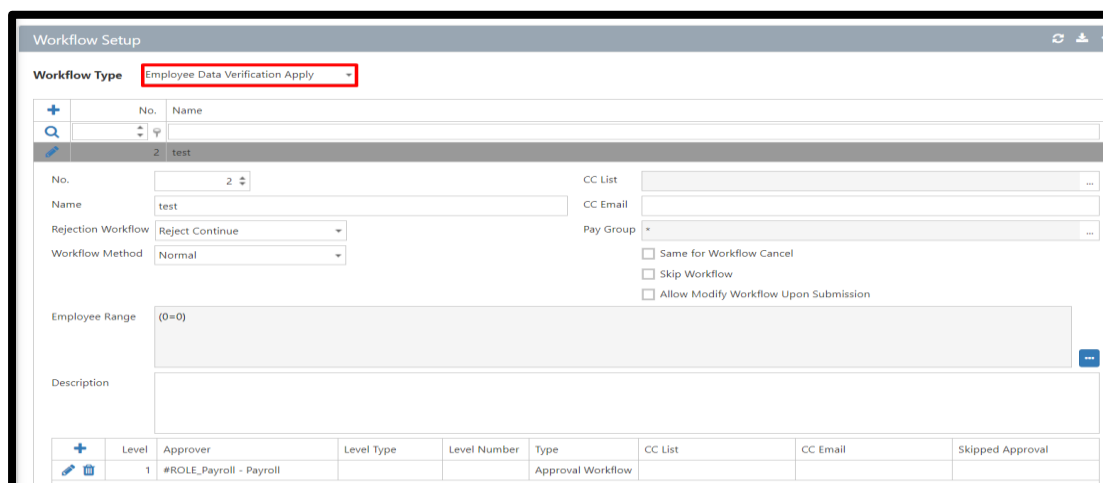 Workflow Setup
Workflow Type Employee Data Verification Apply
No. Name
2 test
No. 2 CC List ...
Name test CC Email
Rejection Workflow Reject Continue Pay Group * ...
Workflow Method Normal Same for Workflow Cancel
Skip Workflow
Allow Modify Workflow Upon Submission
Employee Range (0=0)
...
Description
Level Approver Level Type Level Number Type CC List CC Email Skipped Approval
1 #ROLE_Payroll - Payroll Approval Workflow